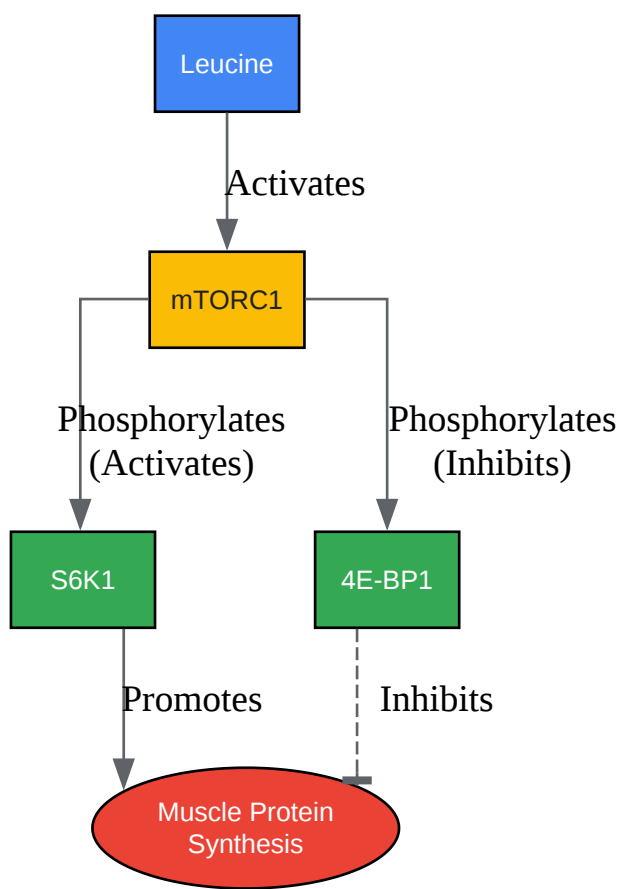 Leucine
Activates
mTORC1
Phosphorylates
(Activates)
Phosphorylates
(Inhibits)
S6K1
4E-BP1
Promotes
Inhibits
Muscle Protein
Synthesis